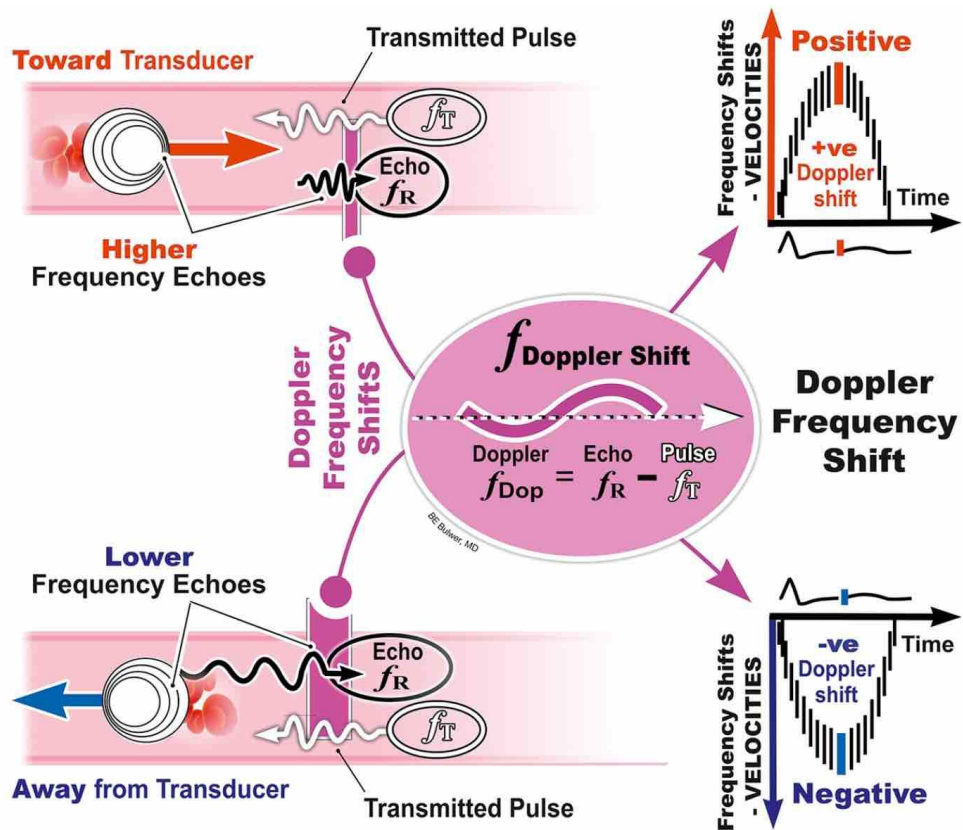 Transmitted Pulse
Toward Transducer
fT
Echo
fR
Higher
Frequency Echoes
Frequency Shifts
- VELOCITIES
Positive
+ve
Doppler
shift
Time
Doppler
Frequency
Shifts
f Doppler Shift
Doppler Echo Pulse
fDop = fR – fT
BE Bulwer, MD
Doppler
Frequency
Shift
Lower
Frequency Echoes
Echo
fR
fT
Away from Transducer
Transmitted Pulse
Frequency Shifts
- VELOCITIES
Time
-ve
Doppler
shift
Negative